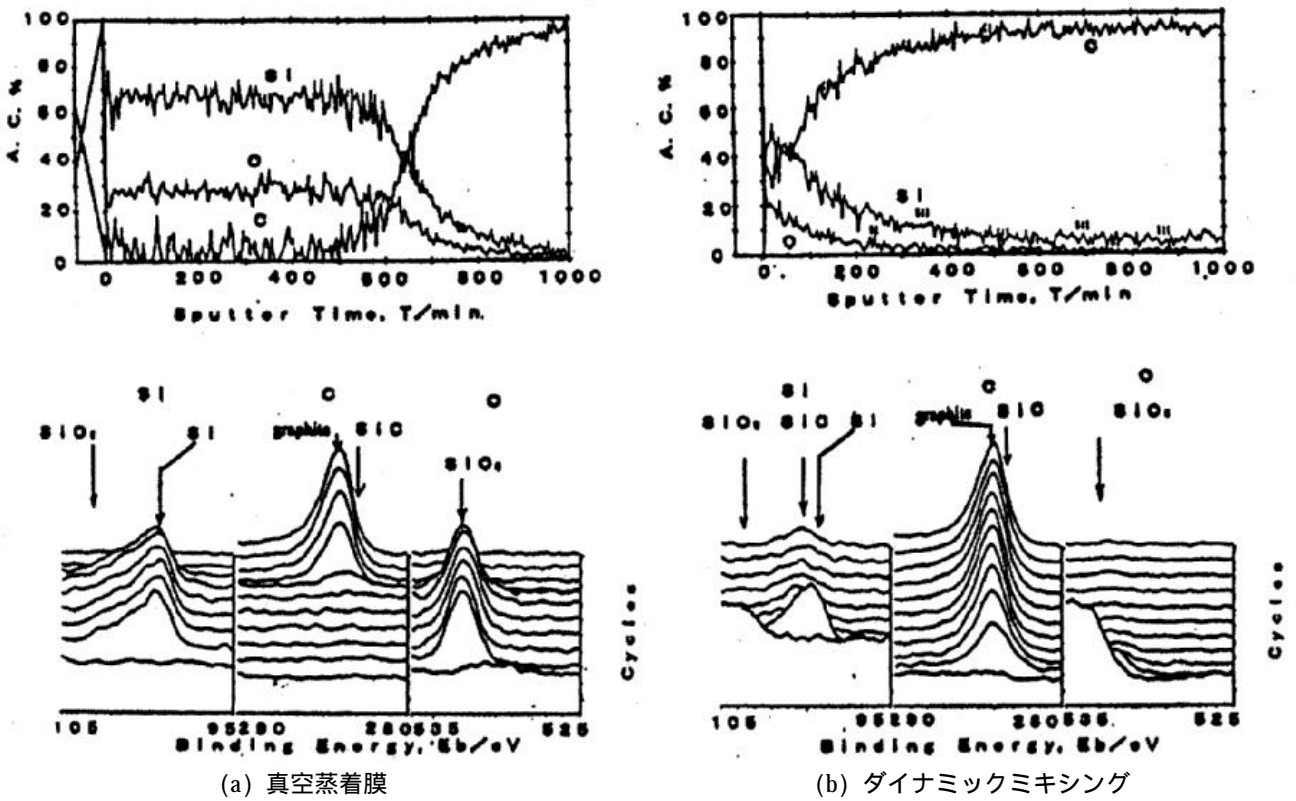 A. C. %
100
80
60
40
20
0
Si
O
C
0 200 400 600 800 1000
Sputter Time, T/min.
A. C. %
100
80
60
40
20
0
C
Si
O
0 200 400 600 800 1,000
Sputter Time, T/min
Si C O
SiO₂ Si graphite SiC SiO₂
Cycles
105 95 290 280 535 525
Binding Energy, Eb/eV
(a) 真空蒸着膜
Si C O
SiO₂ SiC Si graphite SiC SiO₂
Cycles
105 95 290 280 535 525
Binding Energy, Eb/eV
(b) ダイナミックミキシング